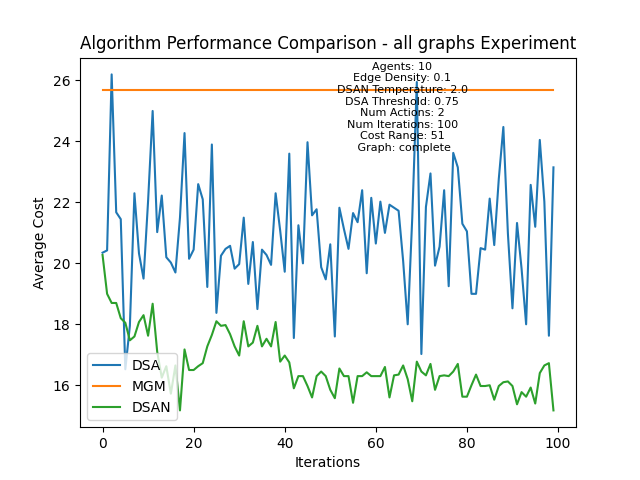 Algorithm Performance Comparison - all graphs Experiment
Agents: 10
Edge Density: 0.1
DSAN Temperature: 2.0
DSA Threshold: 0.75
Num Actions: 2
Num Iterations: 100
Cost Range: 51
Graph: complete
Average Cost
26
24
22
20
18
16
DSA
MGM
DSAN
0
20
40
60
80
100
Iterations